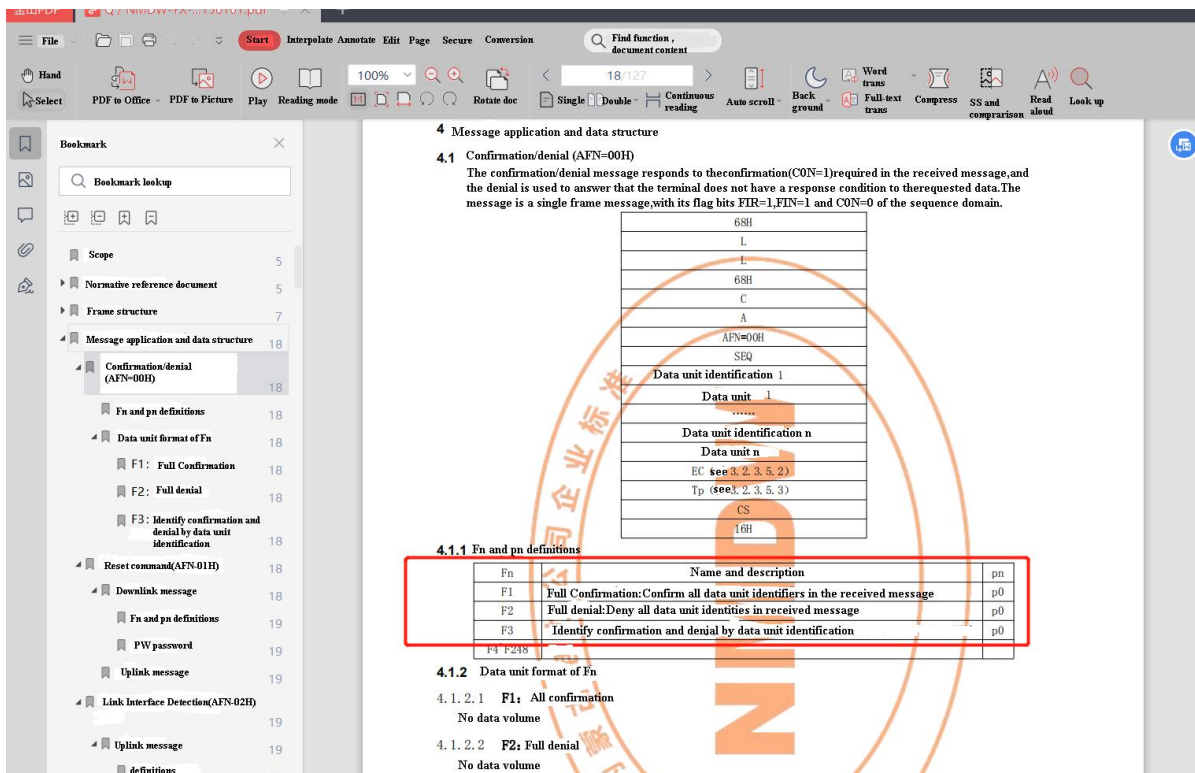 File
Start
Interpolate Annotate Edit Page Secure Conversion
Find function ,
document content
Hand
Select
PDF to Office
PDF to Picture
Play
Reading mode
100%
Rotate doc
18/127
Single
Double
Continuous
reading
Auto scroll
Back
ground
Word
trans
Full-text
trans
Compress
SS and
comprarison
Read
aloud
Look up
Bookmark
Bookmark lookup
Scope 5
Normative reference document 5
Frame structure 7
Message application and data structure 18
Confirmation/denial
(AFN=00H) 18
Fn and pn definitions 18
Data unit format of Fn 18
F1: Full Confirmation 18
F2: Full denial 18
F3: Identify confirmation and
denial by data unit
identification 18
Reset command(AFN-01H) 18
Downlink message 18
Fn and pn definitions 19
PW password 19
Uplink message 19
Link Interface Detection(AFN-02H)
19
Uplink message 19
definitions
4 Message application and data structure
4.1 Confirmation/denial (AFN=00H)
The confirmation/denial message responds to theconfirmation(C0N=1)required in the received message,and
the denial is used to answer that the terminal does not have a response condition to therequested data.The
message is a single frame message,with its flag bits FIR=1,FIN=1 and C0N=0 of the sequence domain.
68H
L
L
68H
C
A
AFN=00H
SEQ
Data unit identification 1
Data unit 1
······
Data unit identification n
Data unit n
EC (see 3. 2. 3. 5. 2)
Tp (see3. 2. 3. 5. 3)
CS
16H
4.1.1 Fn and pn definitions
Fn Name and description pn
F1 Full Confirmation:Confirm all data unit identifiers in the received message p0
F2 Full denial:Deny all data unit identities in received message p0
F3 Identify confirmation and denial by data unit identification p0
F4~F248
4.1.2 Data unit format of Fn
4. 1. 2. 1 F1: All confirmation
No data volume
4. 1. 2. 2 F2: Full denial
No data volume
司企业标准
NMDW